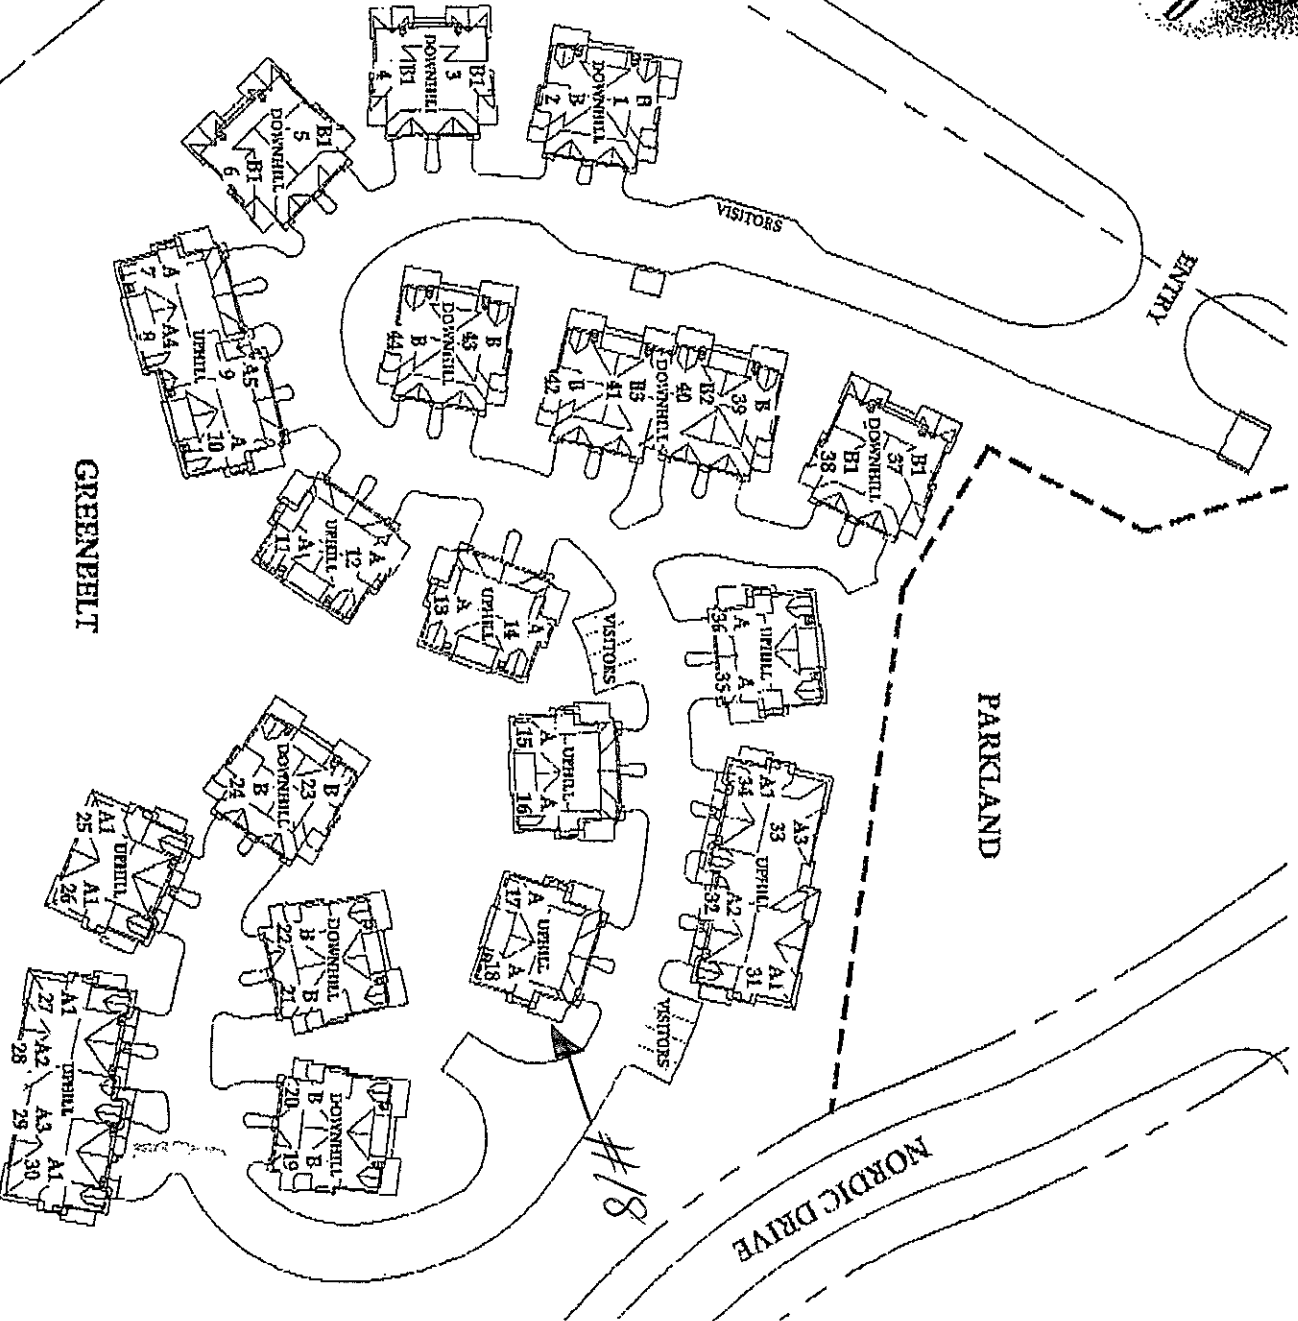 ENTRY
VISITORS
B
1
DOWNHILL
B
2
B1
3
DOWNHILL
B1
4
B1
5
DOWNHILL
B1
6
A
7
A4
8
UPHILL
A5
9
A
10
B
43
DOWNHILL
B
44
B
39
B2
40
DOWNHILL
B3
41
B
42
B1
37
DOWNHILL
B1
38
A
12
UPHILL
A
11
A
14
UPHILL
A
13
VISITORS
UPHILL
A
36
A
35
PARKLAND
GREENBELT
UPHILL
A
15
A
16
A1
34
A3
33
UPHILL
A2
32
A1
31
B
23
DOWNHILL
B
24
A1
25
UPHILL
A1
26
A
17
UPHILL
A
18
DOWNHILL
B
22
B
21
VISITORS
A1
27
A2
28
UPHILL
A3
29
A1
30
DOWNHILL
B
20
B
19
#18
NORDIC DRIVE